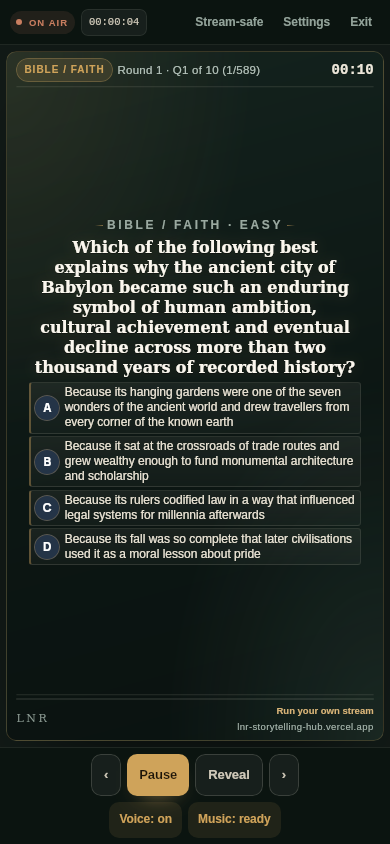 ON AIR 00:00:04 Stream-safe Settings Exit
BIBLE / FAITH Round 1 · Q1 of 10 (1/589) 00:10
BIBLE / FAITH · EASY
Which of the following best
explains why the ancient city of
Babylon became such an enduring
symbol of human ambition,
cultural achievement and eventual
decline across more than two
thousand years of recorded history?
A Because its hanging gardens were one of the seven
wonders of the ancient world and drew travellers from
every corner of the known earth
B Because it sat at the crossroads of trade routes and
grew wealthy enough to fund monumental architecture
and scholarship
C Because its rulers codified law in a way that influenced
legal systems for millennia afterwards
D Because its fall was so complete that later civilisations
used it as a moral lesson about pride
LNR
Run your own stream
lnr-storytelling-hub.vercel.app
‹ Pause Reveal ›
Voice: on Music: ready